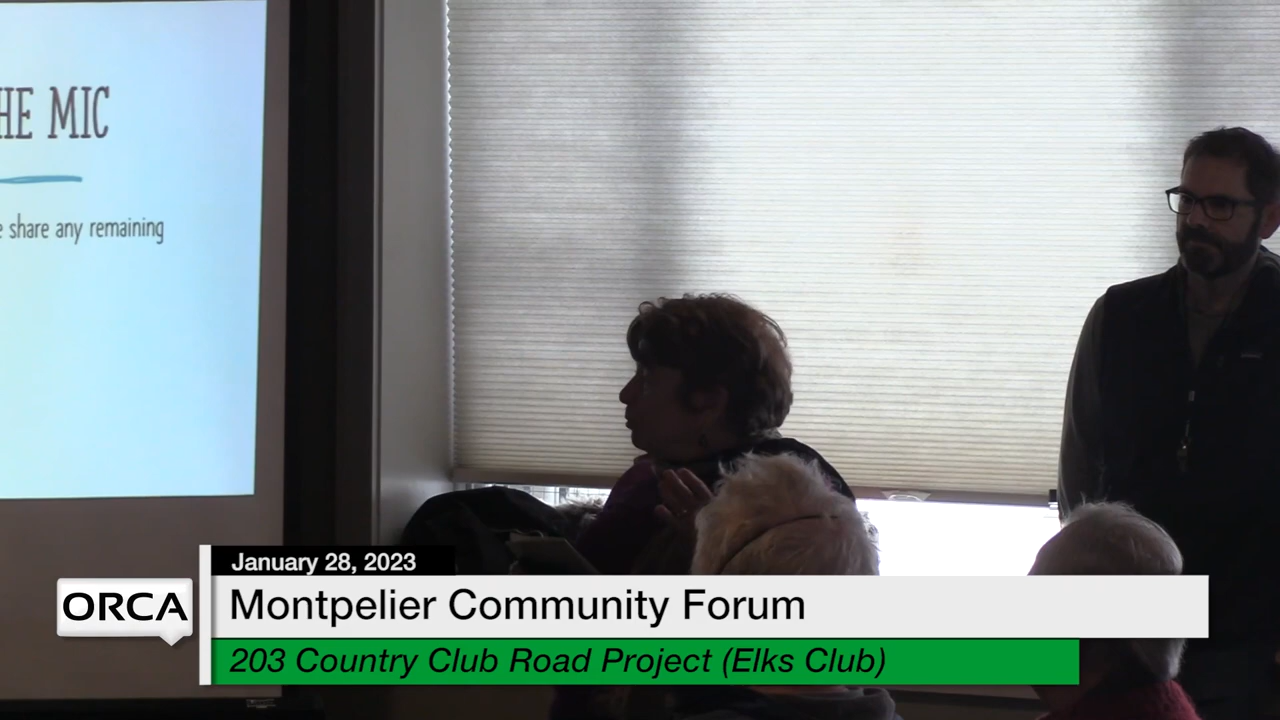 HE MIC
share any remaining
January 28, 2023
ORCA
Montpelier Community Forum
203 Country Club Road Project (Elks Club)